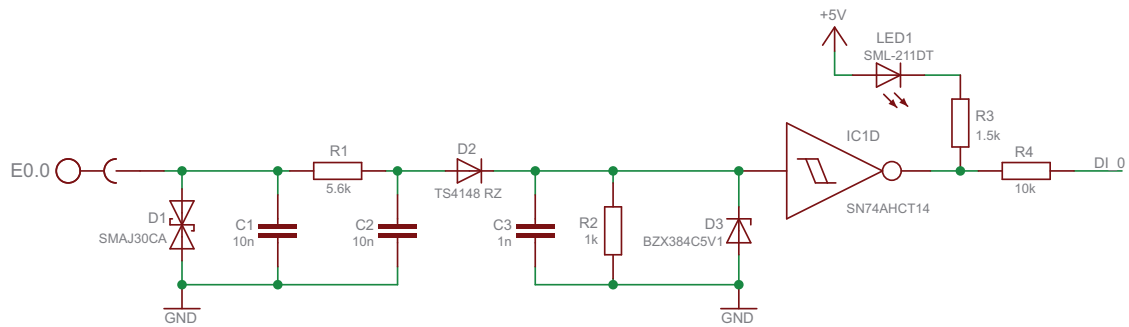 +5V
LED1
SML-211DT
R3
1.5k
IC1D
SN74AHCT14
R4
10k
DI_0
E0.0
R1
5.6k
D2
TS4148 RZ
D1
SMAJ30CA
C1
10n
C2
10n
C3
1n
R2
1k
D3
BZX384C5V1
GND
GND